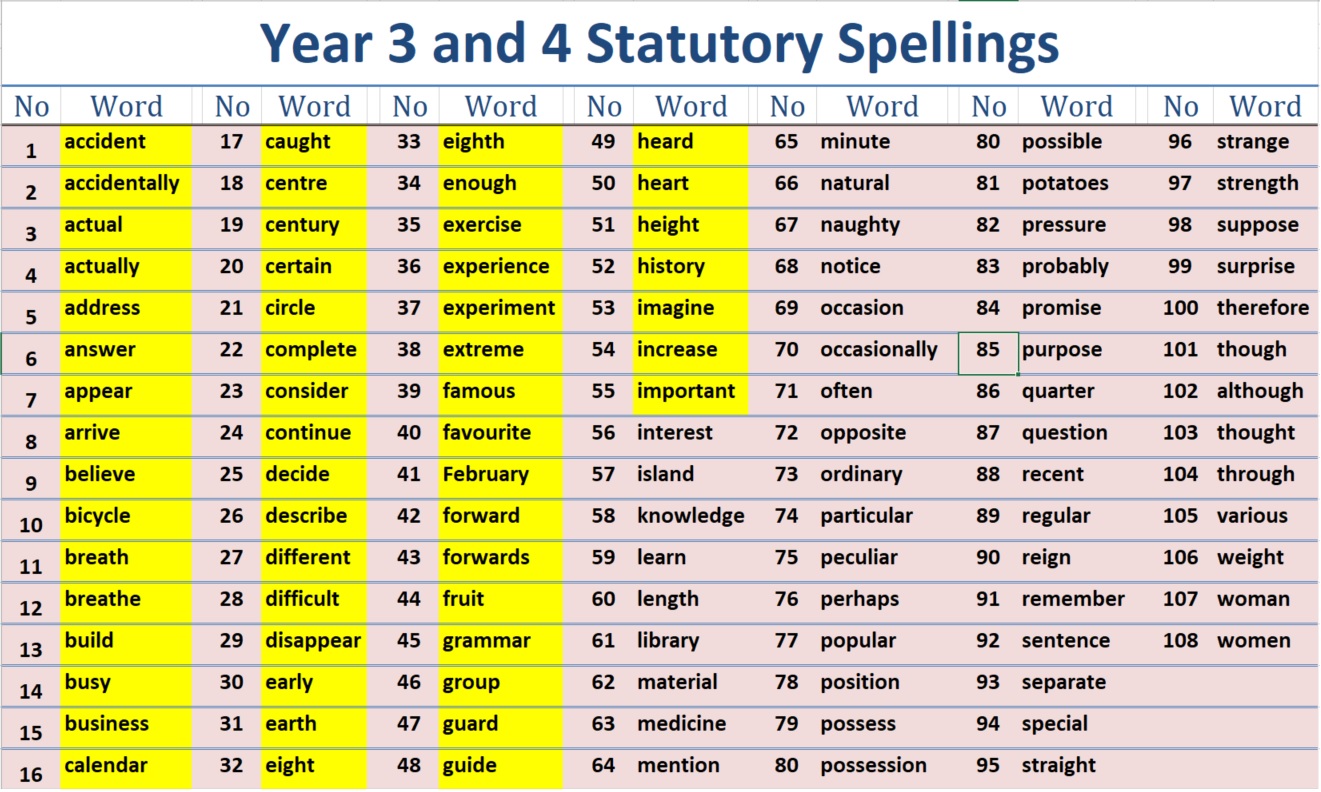 Year 3 and 4 Statutory Spellings
No Word No Word No Word No Word No Word No Word No Word
1 accident 17 caught 33 eighth 49 heard 65 minute 80 possible 96 strange
2 accidentally 18 centre 34 enough 50 heart 66 natural 81 potatoes 97 strength
3 actual 19 century 35 exercise 51 height 67 naughty 82 pressure 98 suppose
4 actually 20 certain 36 experience 52 history 68 notice 83 probably 99 surprise
5 address 21 circle 37 experiment 53 imagine 69 occasion 84 promise 100 therefore
6 answer 22 complete 38 extreme 54 increase 70 occasionally 85 purpose 101 though
7 appear 23 consider 39 famous 55 important 71 often 86 quarter 102 although
8 arrive 24 continue 40 favourite 56 interest 72 opposite 87 question 103 thought
9 believe 25 decide 41 February 57 island 73 ordinary 88 recent 104 through
10 bicycle 26 describe 42 forward 58 knowledge 74 particular 89 regular 105 various
11 breath 27 different 43 forwards 59 learn 75 peculiar 90 reign 106 weight
12 breathe 28 difficult 44 fruit 60 length 76 perhaps 91 remember 107 woman
13 build 29 disappear 45 grammar 61 library 77 popular 92 sentence 108 women
14 busy 30 early 46 group 62 material 78 position 93 separate
15 business 31 earth 47 guard 63 medicine 79 possess 94 special
16 calendar 32 eight 48 guide 64 mention 80 possession 95 straight